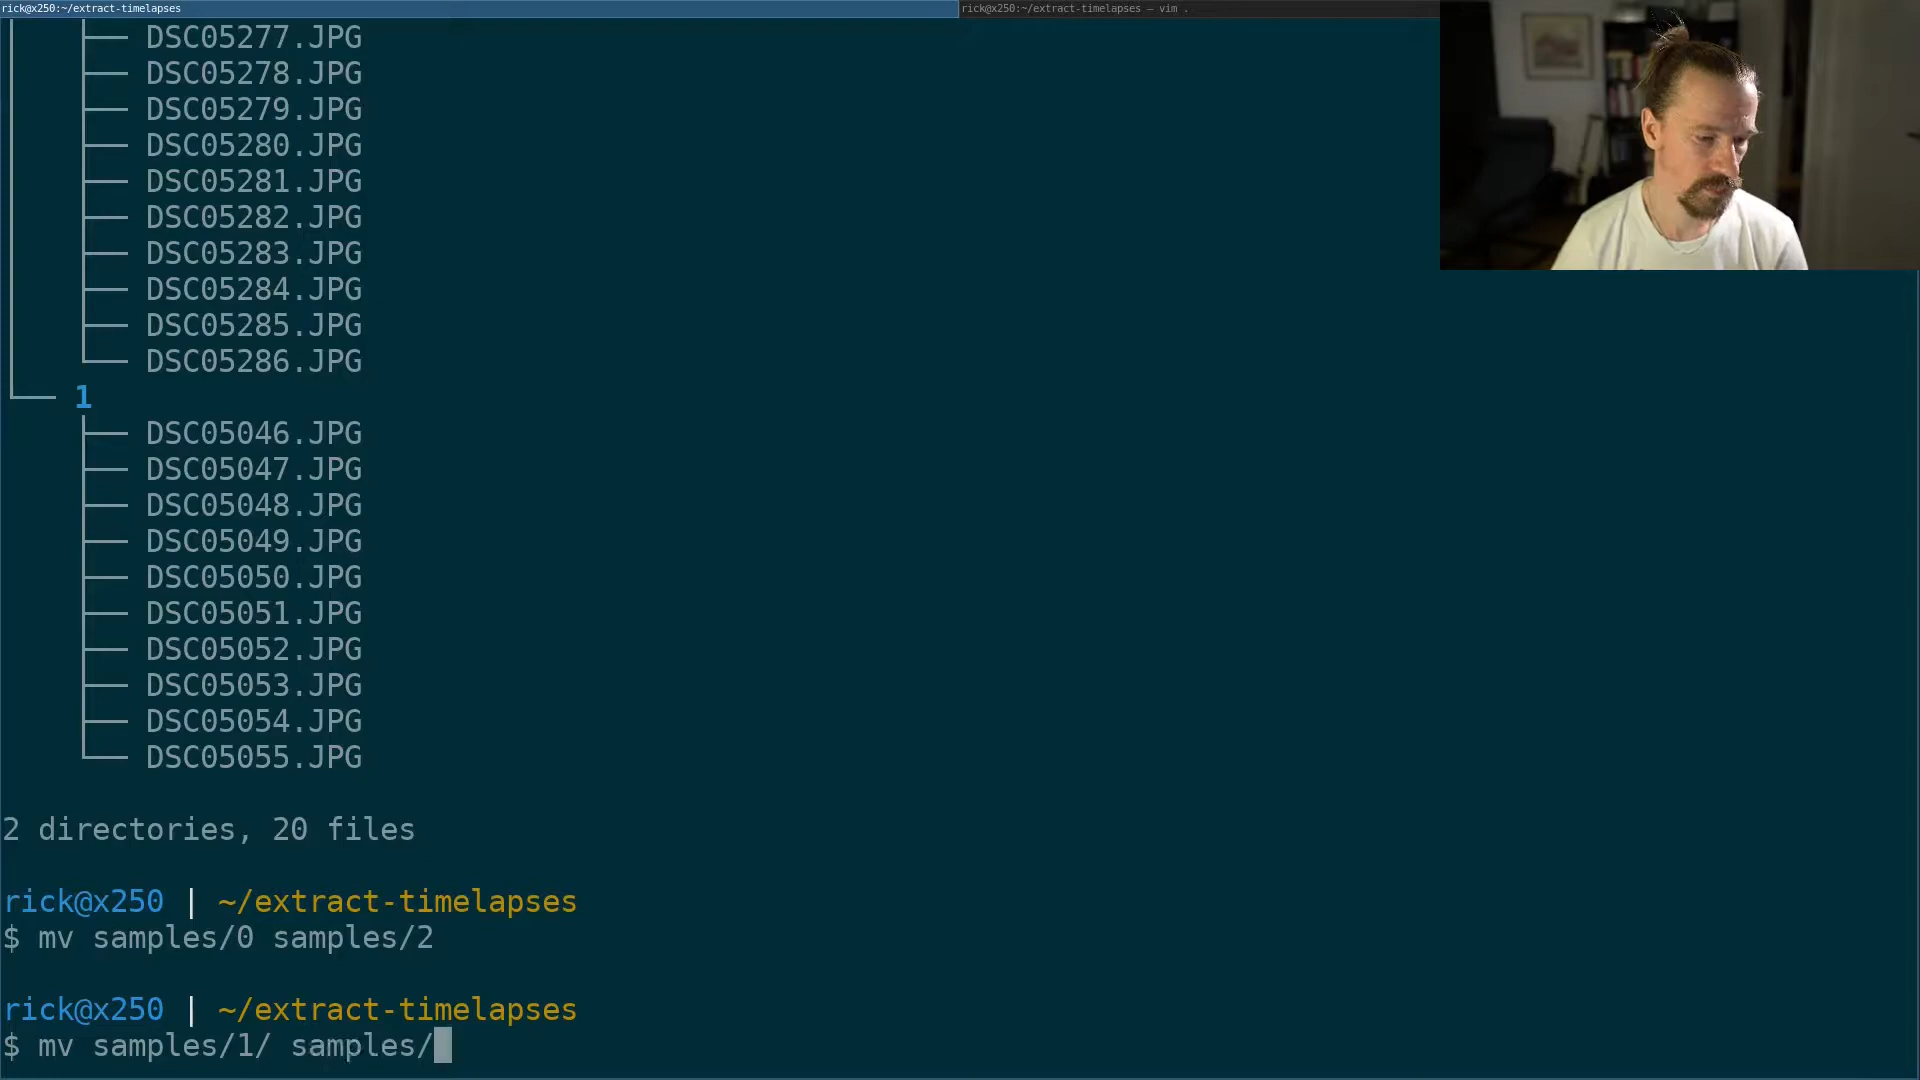 rick@x250:~/extract-timelapses
rick@x250:~/extract-timelapses — vim .
├── DSC05277.JPG
├── DSC05278.JPG
├── DSC05279.JPG
├── DSC05280.JPG
├── DSC05281.JPG
├── DSC05282.JPG
├── DSC05283.JPG
├── DSC05284.JPG
├── DSC05285.JPG
└── DSC05286.JPG
└── 1
├── DSC05046.JPG
├── DSC05047.JPG
├── DSC05048.JPG
├── DSC05049.JPG
├── DSC05050.JPG
├── DSC05051.JPG
├── DSC05052.JPG
├── DSC05053.JPG
├── DSC05054.JPG
└── DSC05055.JPG
2 directories, 20 files
rick@x250 | ~/extract-timelapses
$ mv samples/0 samples/2
rick@x250 | ~/extract-timelapses
$ mv samples/1/ samples/